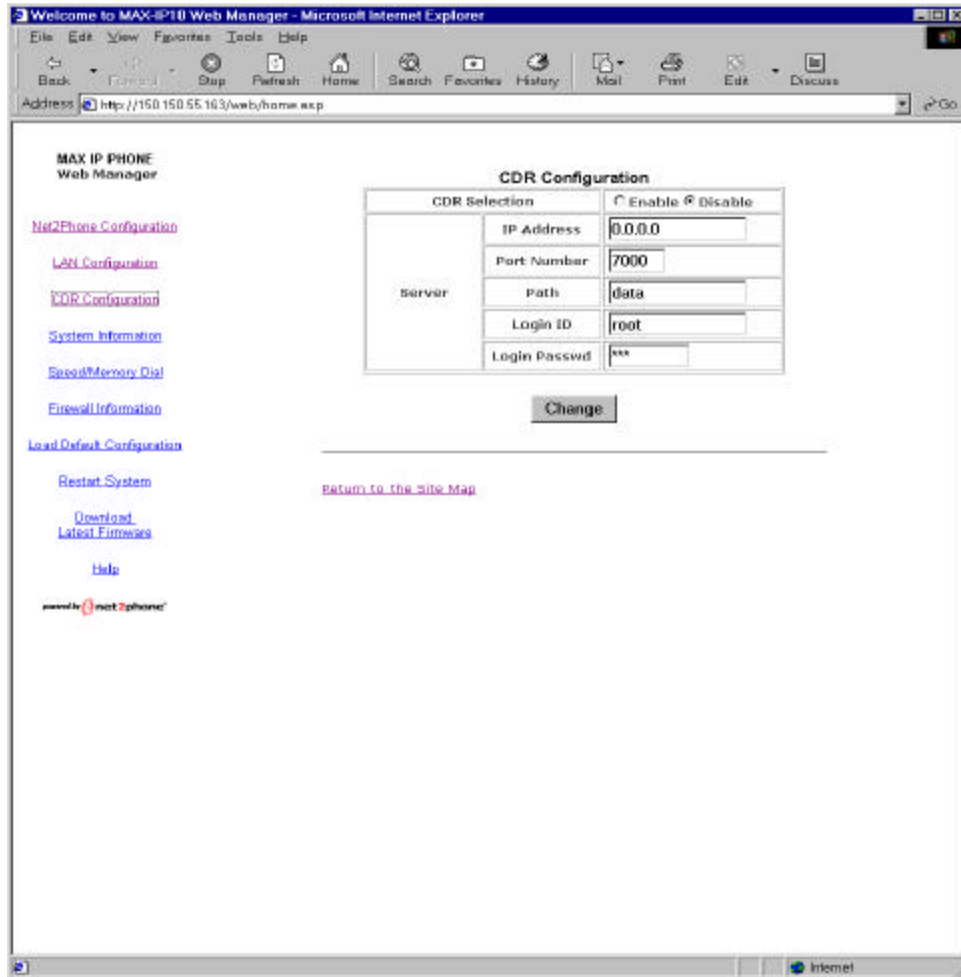 Welcome to MAX-IP10 Web Manager - Microsoft Internet Explorer
File Edit View Favorites Tools Help
Back Forward Stop Refresh Home Search Favorites History Mail Print Edit Discuss
Address http://150.150.55.163/web/home.asp Go
MAX IP PHONE
Web Manager
Net2Phone Configuration
LAN Configuration
CDR Configuration
System Information
Speed/Memory Dial
Firewall Information
Load Default Configuration
Restart System
Download
Latest Firmware
Help
powered by net2phone
CDR Configuration
CDR Selection Enable Disable
Server
IP Address 0.0.0.0
Port Number 7000
Path data
Login ID root
Login Passwd ***
Change
Return to the Site Map
Internet